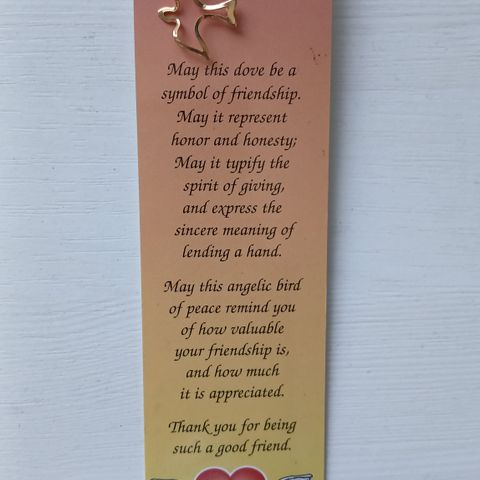 May this dove be a
symbol of friendship.
May it represent
honor and honesty;
May it typify the
spirit of giving,
and express the
sincere meaning of
lending a hand.
May this angelic bird
of peace remind you
of how valuable
your friendship is,
and how much
it is appreciated.
Thank you for being
such a good friend.